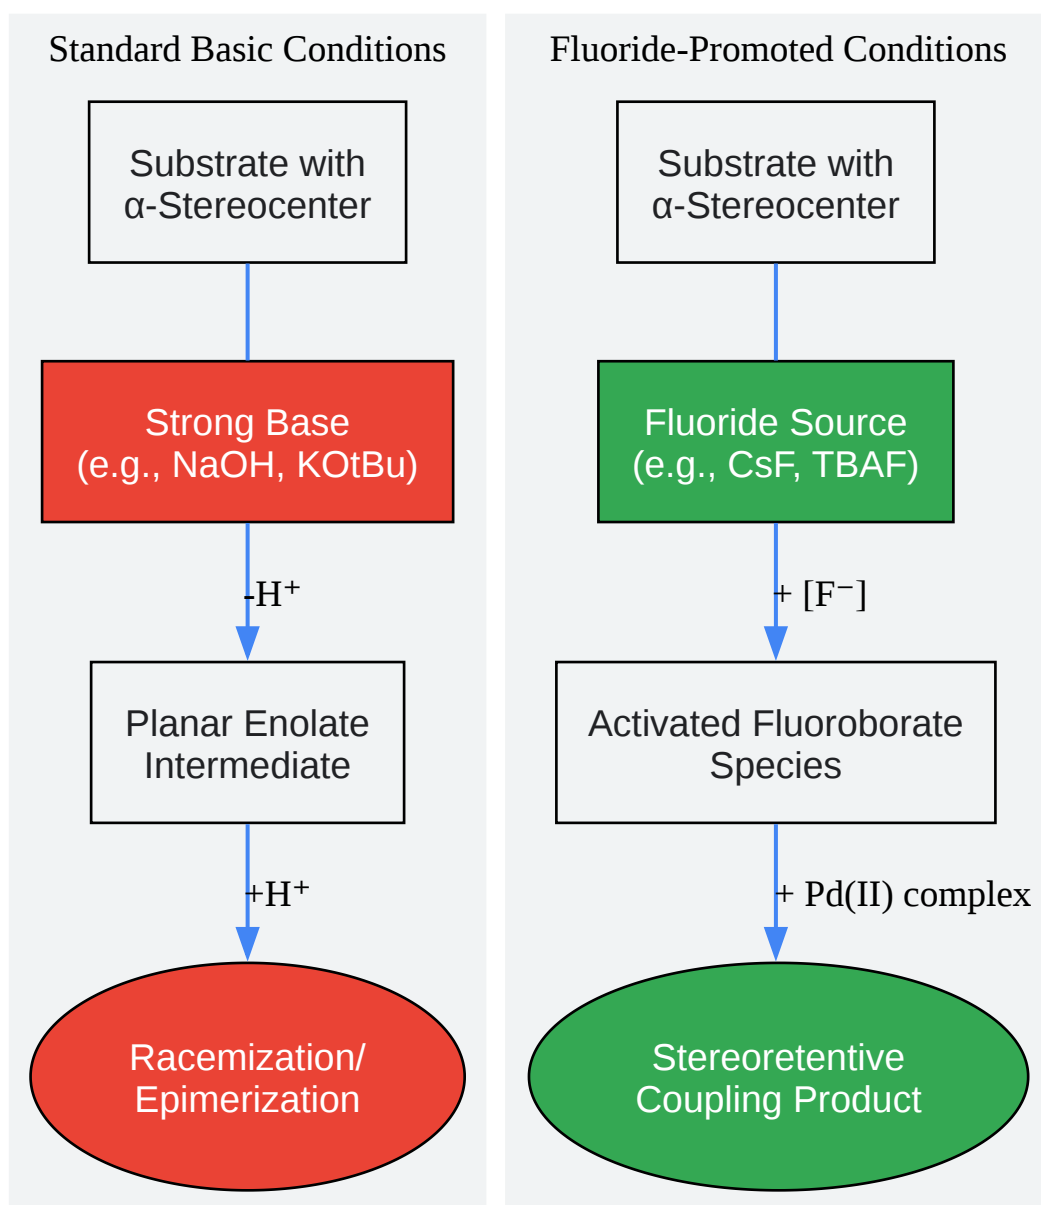 Standard Basic Conditions
Substrate with
α-Stereocenter
Strong Base
(e.g., NaOH, KOtBu)
-H⁺
Planar Enolate
Intermediate
+H⁺
Racemization/
Epimerization
Fluoride-Promoted Conditions
Substrate with
α-Stereocenter
Fluoride Source
(e.g., CsF, TBAF)
+ [F⁻]
Activated Fluoroborate
Species
+ Pd(II) complex
Stereoretentive
Coupling Product